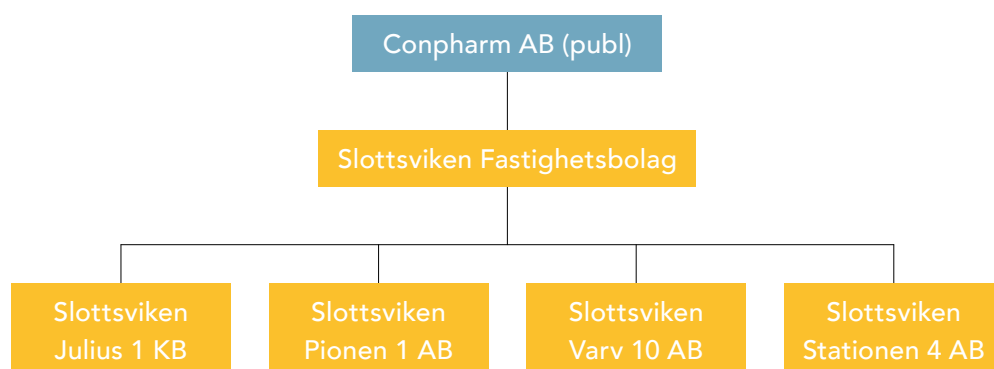 Conpharm AB (publ)
Slottsviken Fastighetsbolag
Slottsviken
Julius 1 KB
Slottsviken
Pionen 1 AB
Slottsviken
Varv 10 AB
Slottsviken
Stationen 4 AB